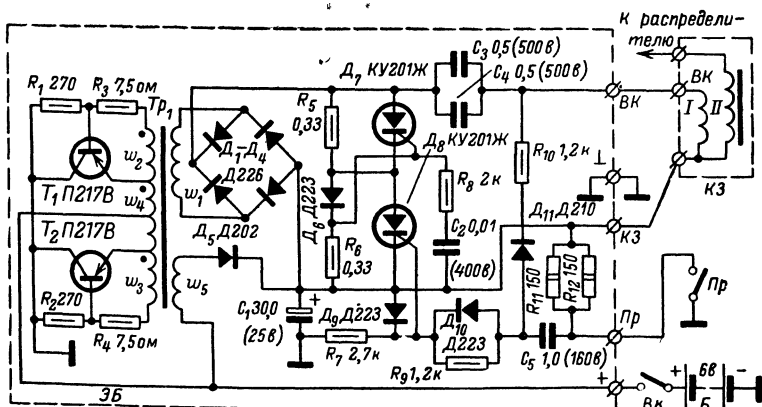 К распредели-
телю
C3 0,5 (500в)
C4 0,5 (500в)
Д7 КУ201Ж
R1 270
R3 7,5 ом
Тр1
R5
0,33
Д1-Д4
Д226
Д8
КУ201Ж
ВК
ВК
I
II
КЗ
w2
w1
w4
w3
w5
T1 П217В
T2 П217В
Д6 Д223
R8 2к
R10 1,2к
⊥
Д11 Д210
КЗ
Д5 Д202
R6
0,33
C2 0,01
(400в)
R11 150
R12 150
Пр
Пр
R2 270
R4 7,5 ом
C1 30,0
(25в)
+
Д9 Д223
R7 2,7к
Д10
Д223
R9 1,2к
C5 1,0 (160в)
ЭБ
+
Вк
+
6в
-
Б